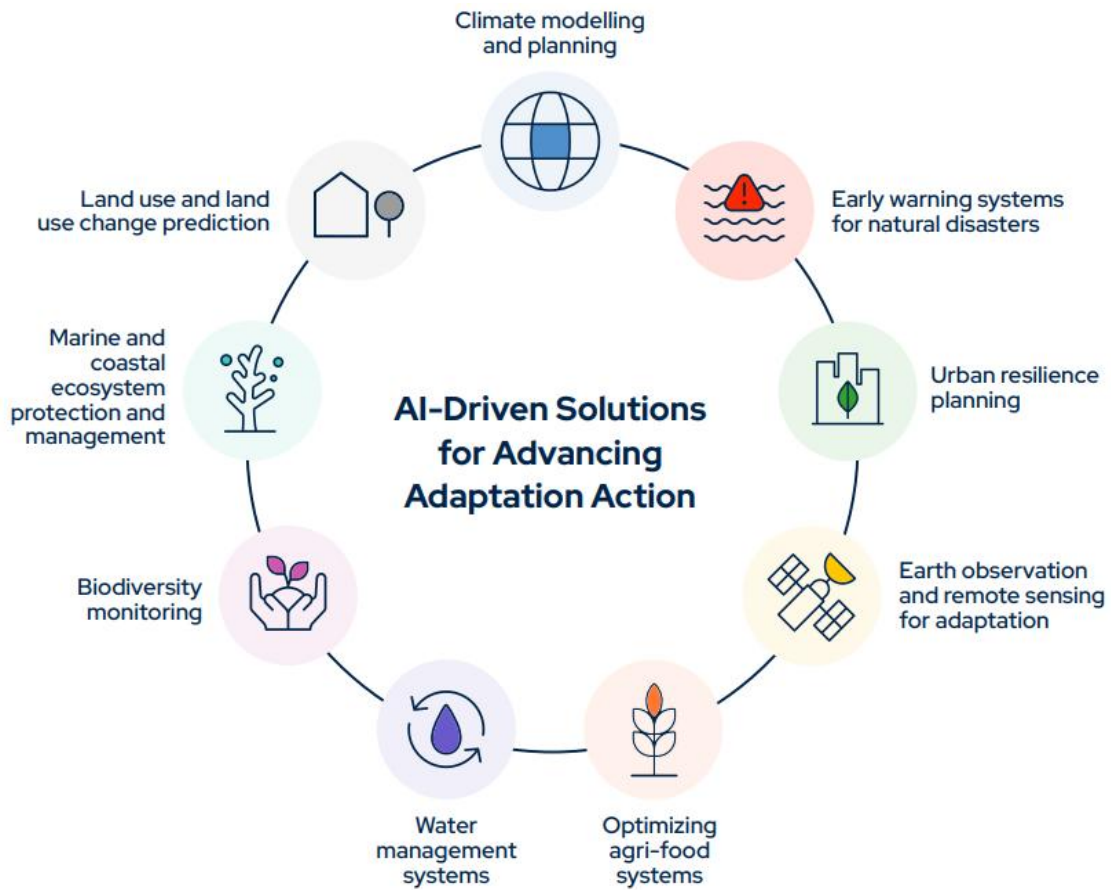 Climate modelling
and planning
Early warning systems
for natural disasters
Urban resilience
planning
Earth observation
and remote sensing
for adaptation
Optimizing
agri-food
systems
Water
management
systems
Biodiversity
monitoring
Marine and
coastal
ecosystem
protection and
management
Land use and land
use change prediction
AI-Driven Solutions
for Advancing
Adaptation Action